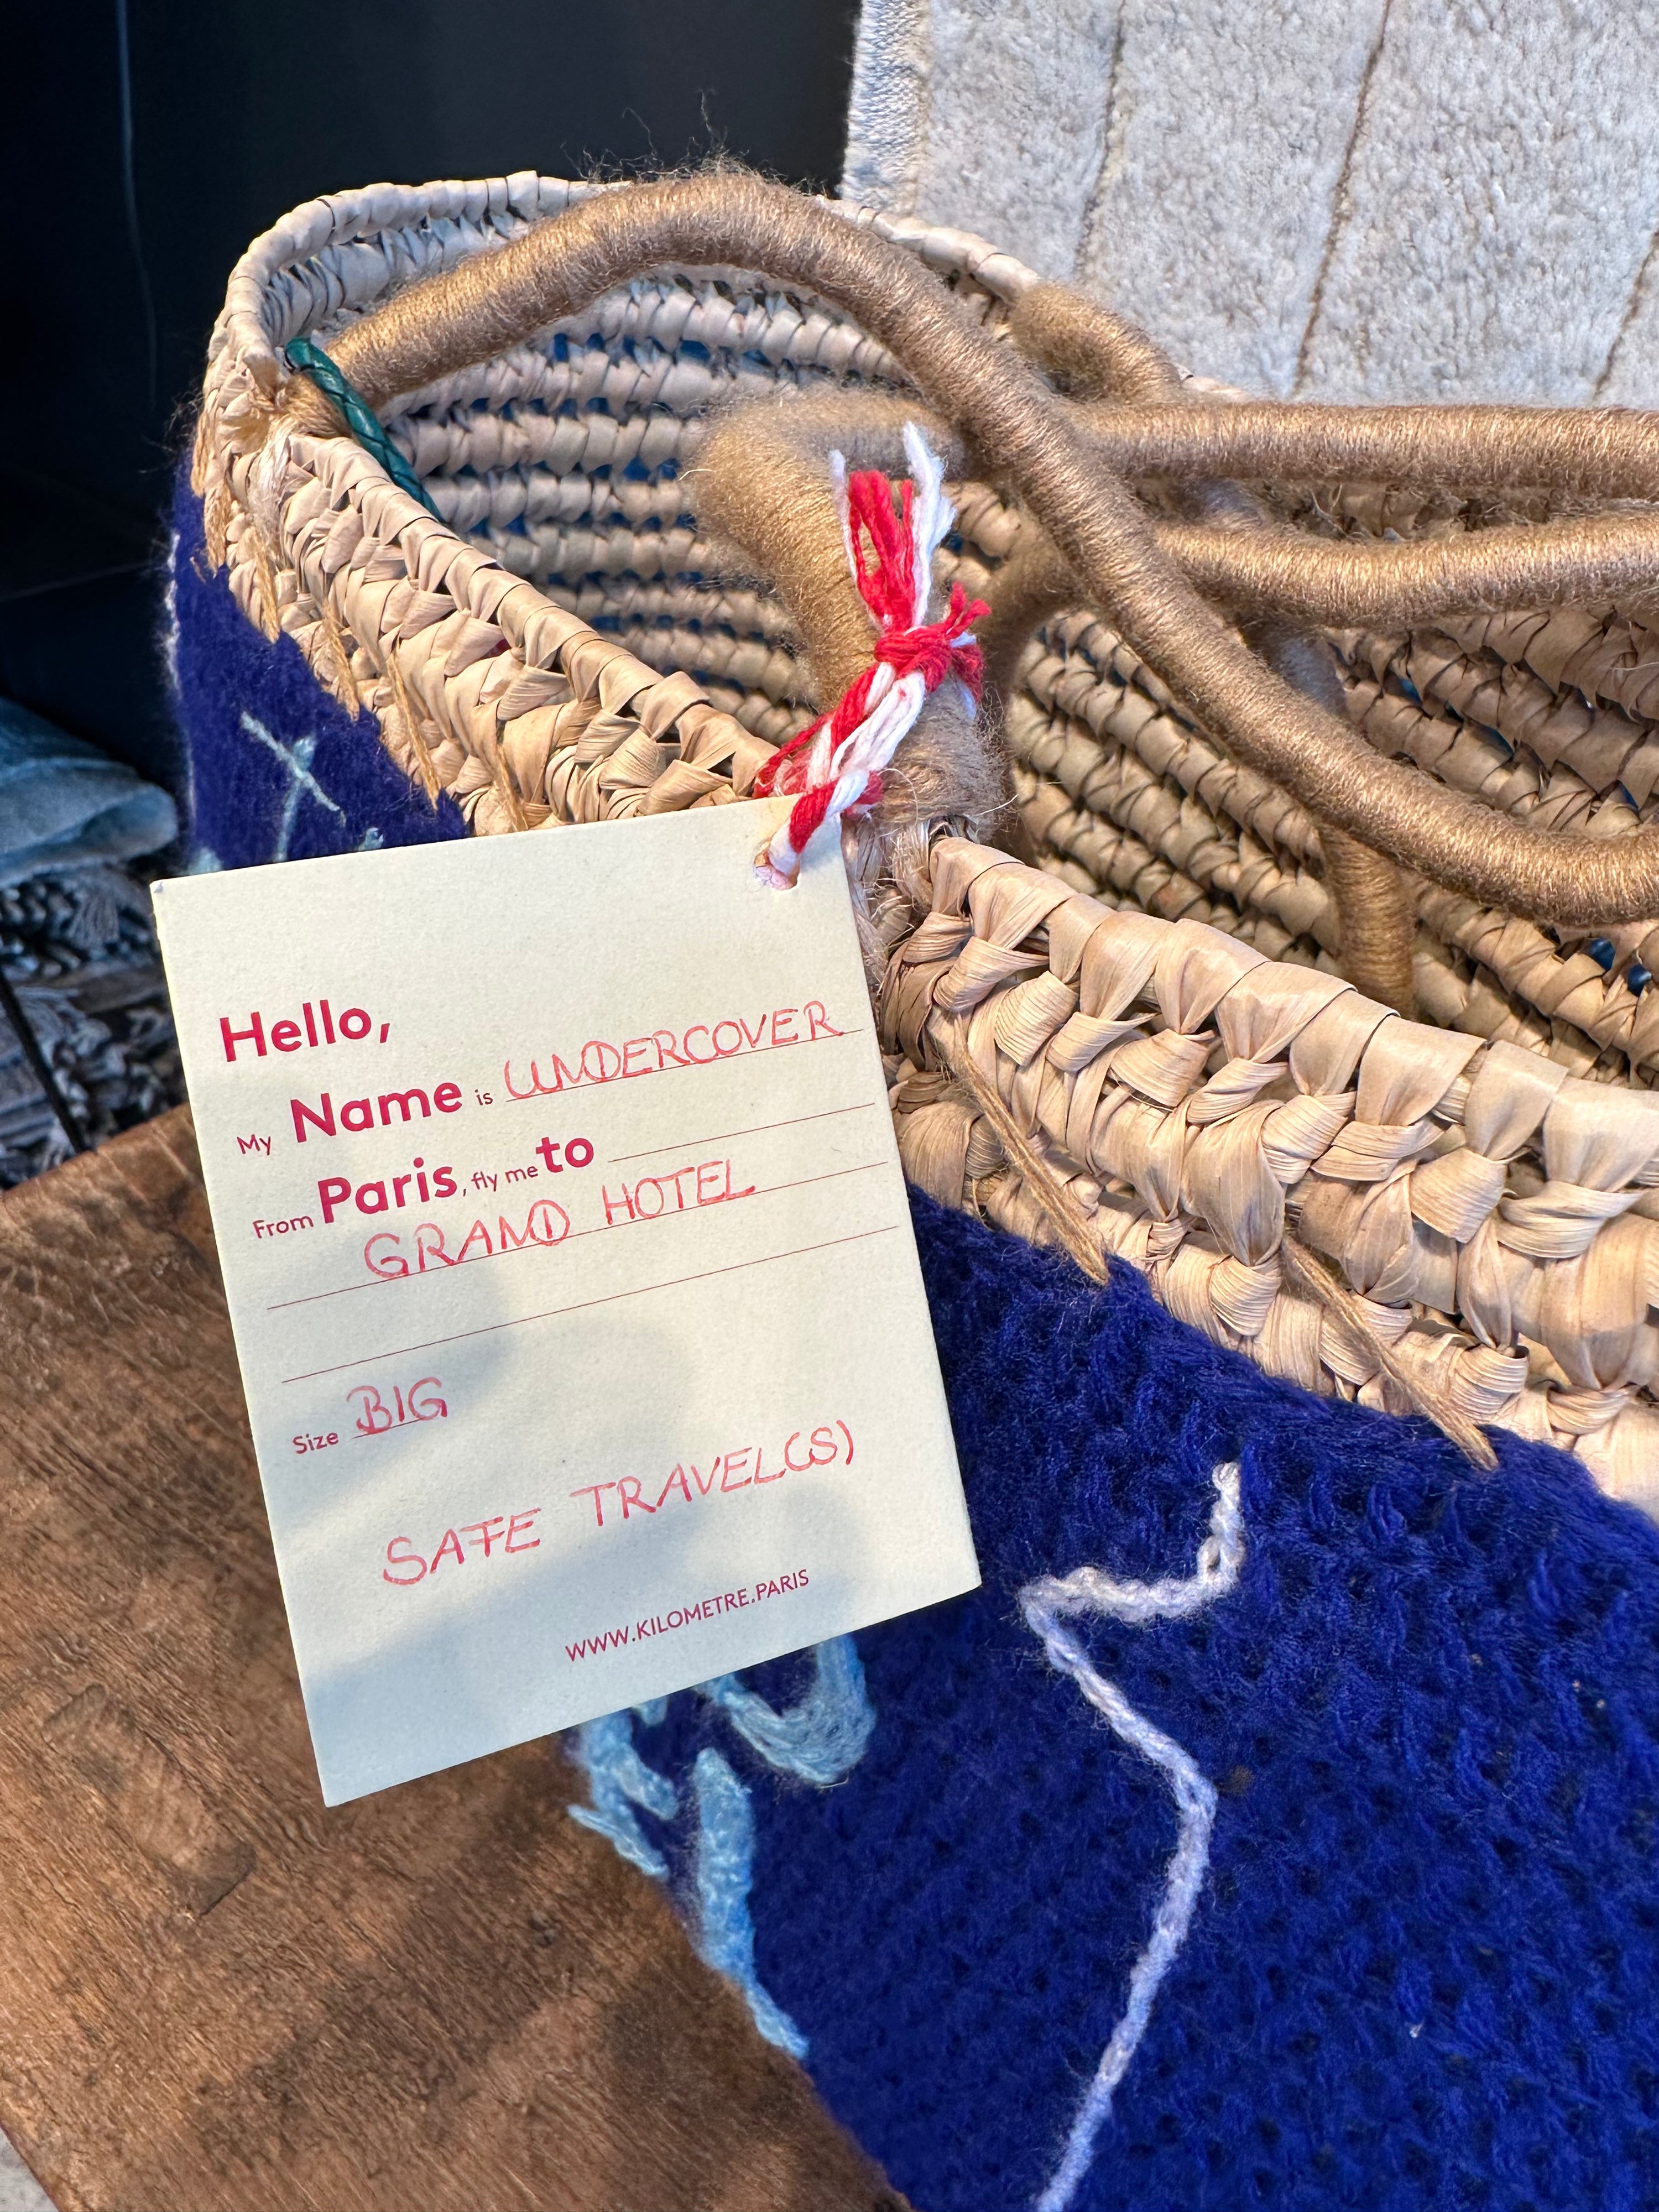 Hello,
My Name is UNDERCOVER
From Paris, fly me to
GRAND HOTEL
Size BIG
SAFE TRAVEL(S)
WWW.KILOMETRE.PARIS